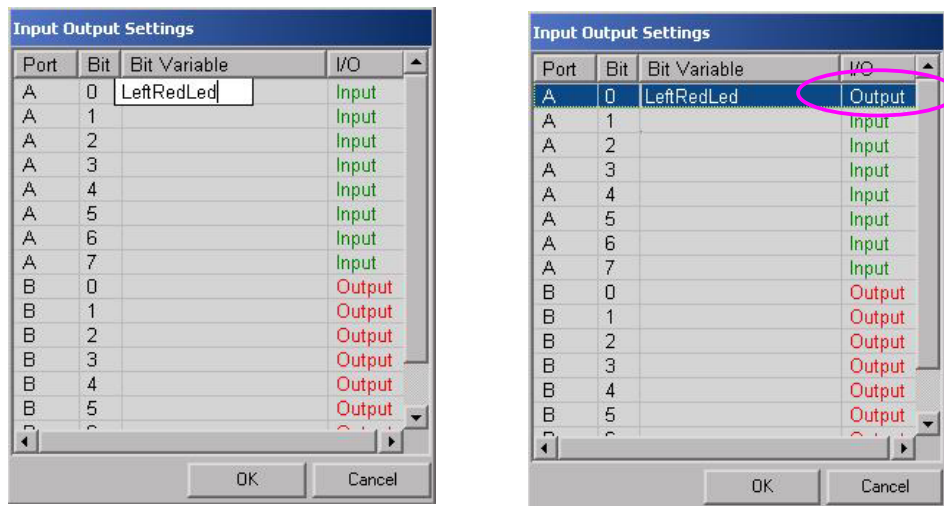 Input Output Settings
Port Bit Bit Variable I/O
A 0 LeftRedLed Input
A 1 Input
A 2 Input
A 3 Input
A 4 Input
A 5 Input
A 6 Input
A 7 Input
B 0 Output
B 1 Output
B 2 Output
B 3 Output
B 4 Output
B 5 Output
OK Cancel
Input Output Settings
Port Bit Bit Variable I/O
A 0 LeftRedLed Output
A 1 Input
A 2 Input
A 3 Input
A 4 Input
A 5 Input
A 6 Input
A 7 Input
B 0 Output
B 1 Output
B 2 Output
B 3 Output
B 4 Output
B 5 Output
OK Cancel